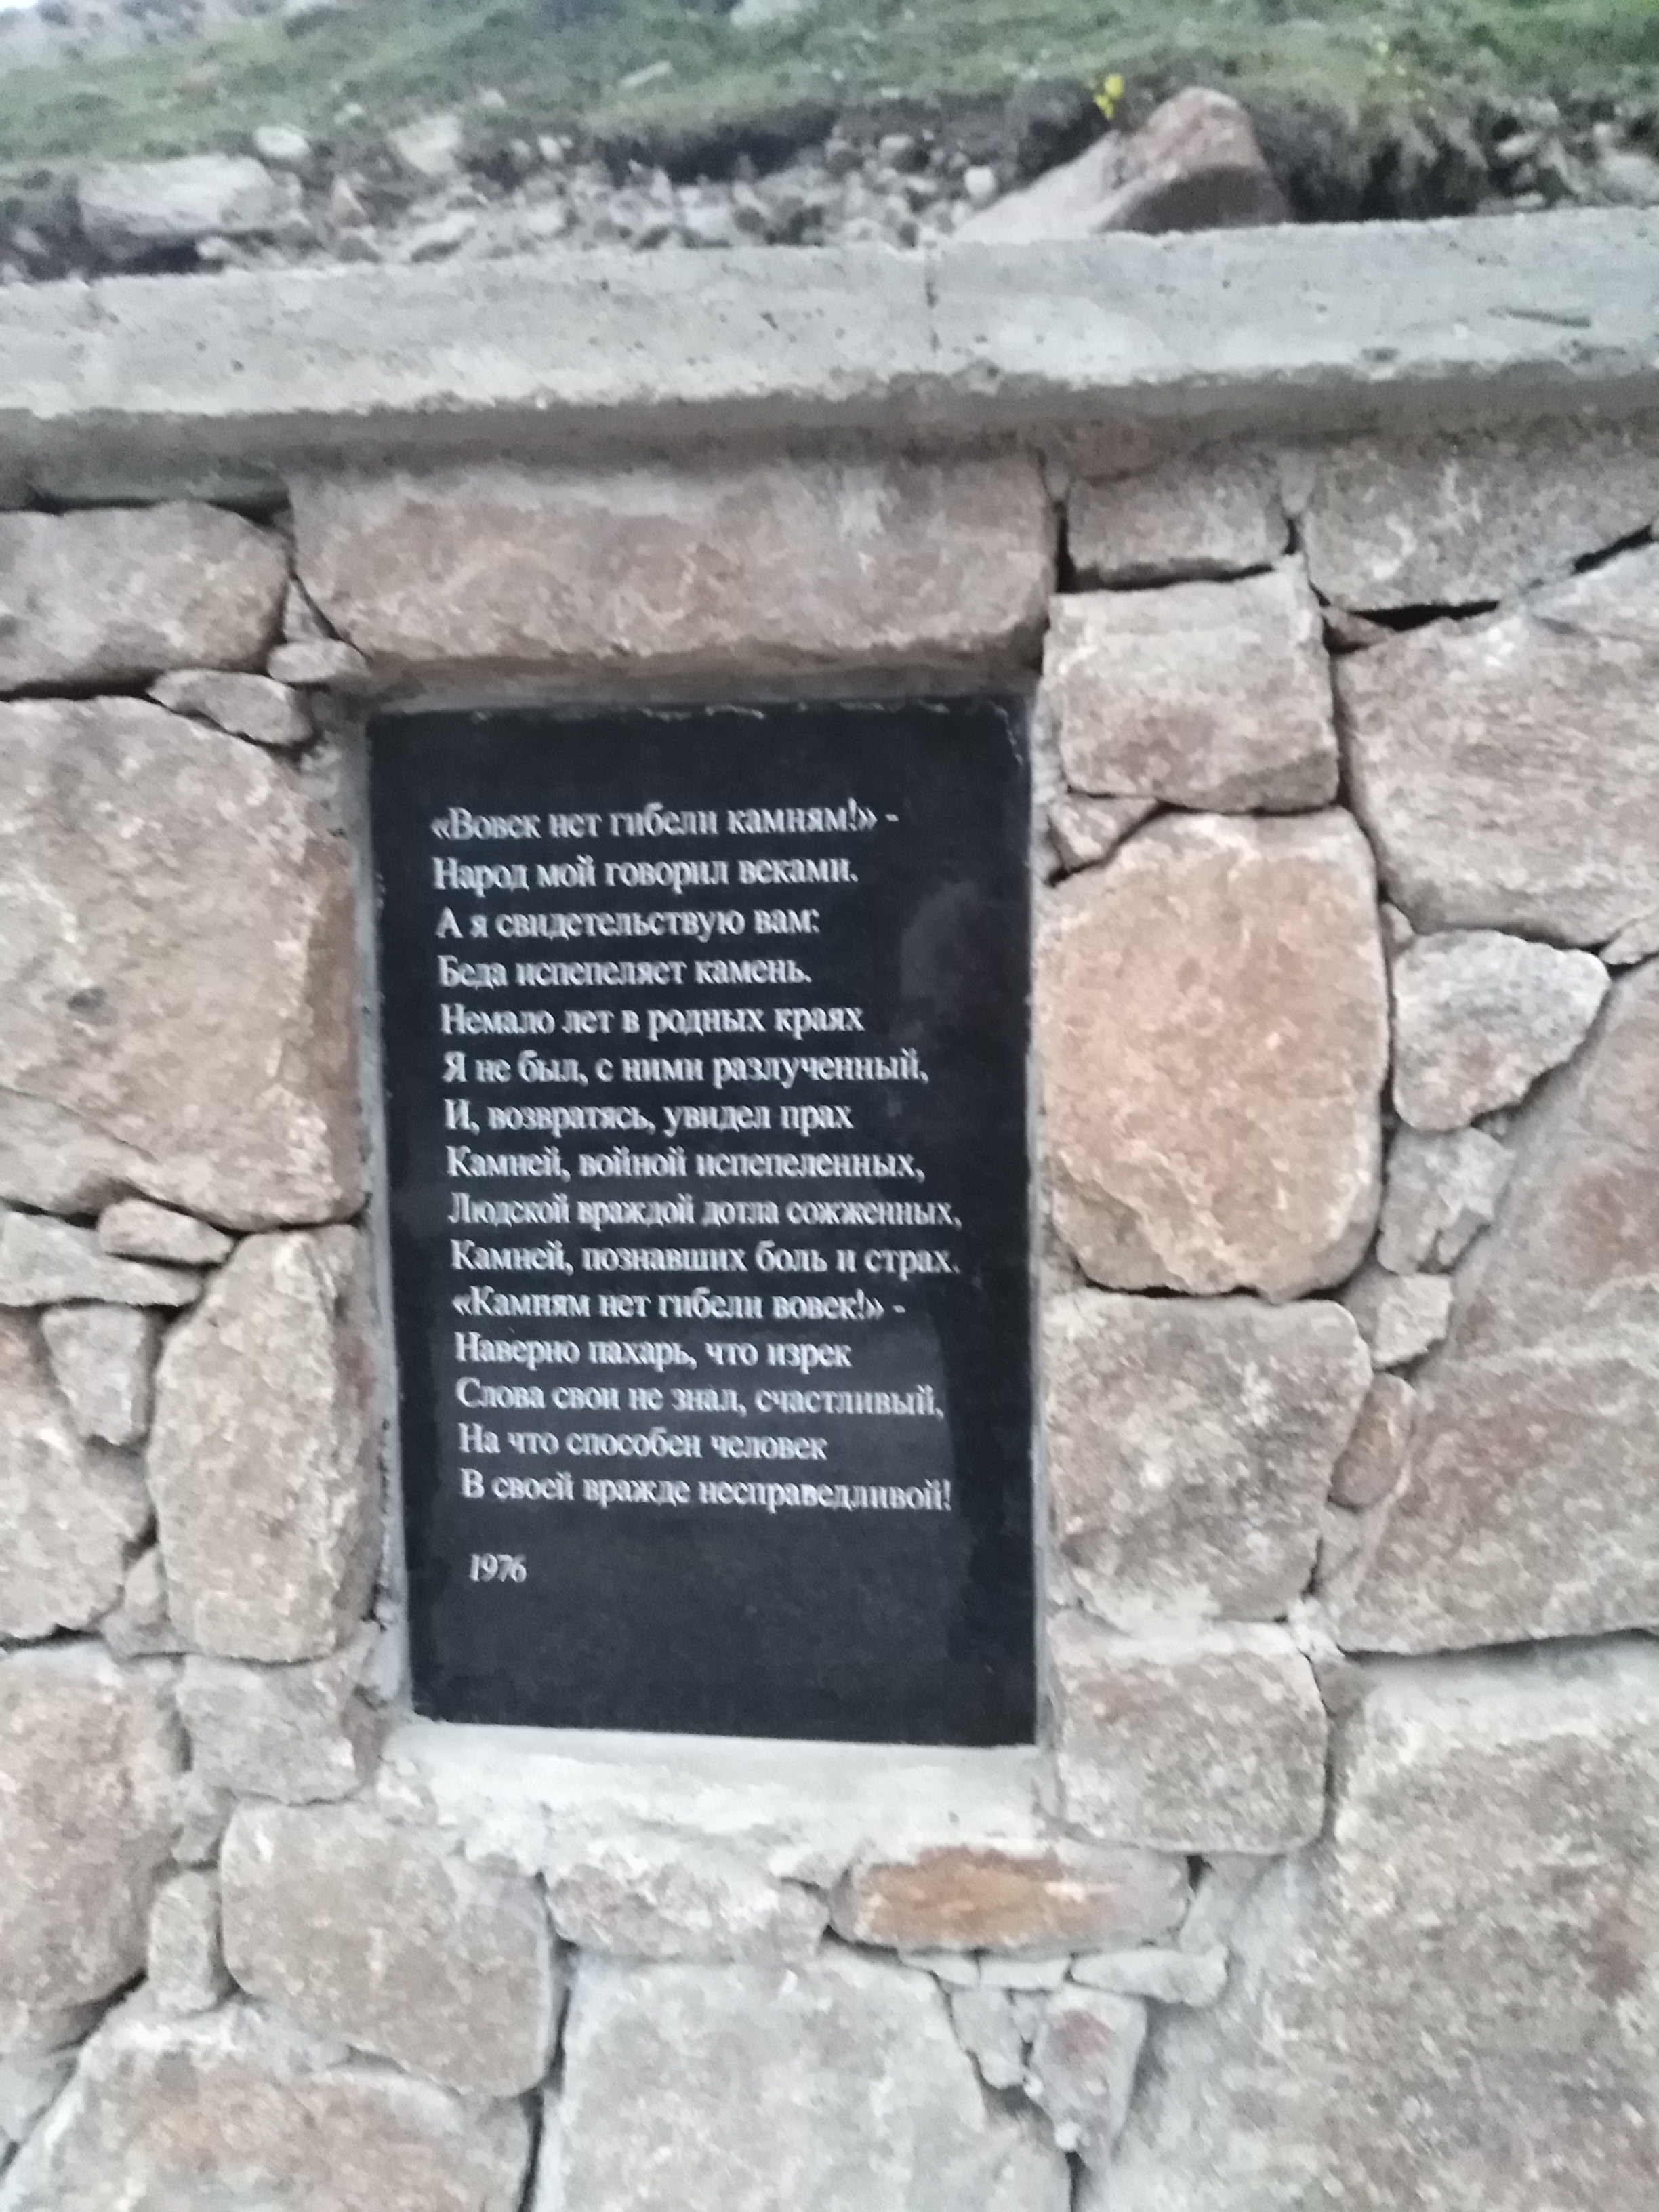 «Вовек нет гибели камням!» -
Народ мой говорил веками.
А я свидетельствую вам:
Беда испепеляет камень.
Немало лет в родных краях
Я не был, с ними разлученный,
И, возвратясь, увидел прах
Камней, войной испепеленных,
Людской враждой дотла сожженных,
Камней, познавших боль и страх.
«Камням нет гибели вовек!» -
Наверно пахарь, что изрек
Слова свои не знал, счастливый,
На что способен человек
В своей вражде несправедливой!
1976